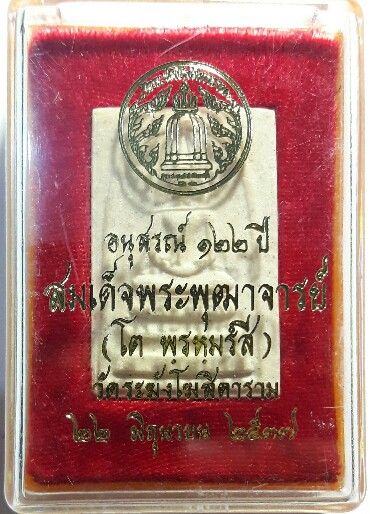 อนุสรณ์ ๑๒๒ ปี
สมเด็จพระพุฒาจารย์
(โต พรหมรังสี)
วัดระฆังโฆสิตาราม
๒๒ มิถุนายน ๒๕๓๗